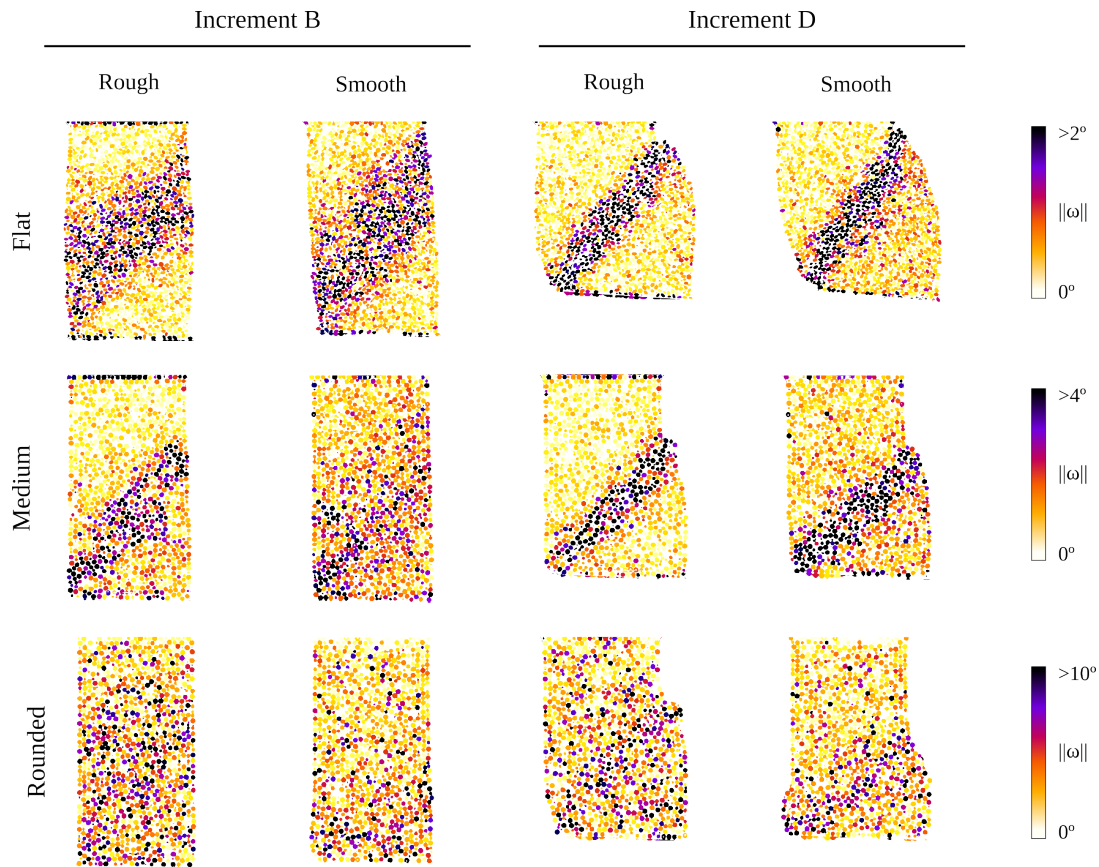 Increment B
Increment D
Rough
Smooth
Rough
Smooth
Flat
>2º
||ω||
0º
Medium
>4º
||ω||
0º
Rounded
>10º
||ω||
0º